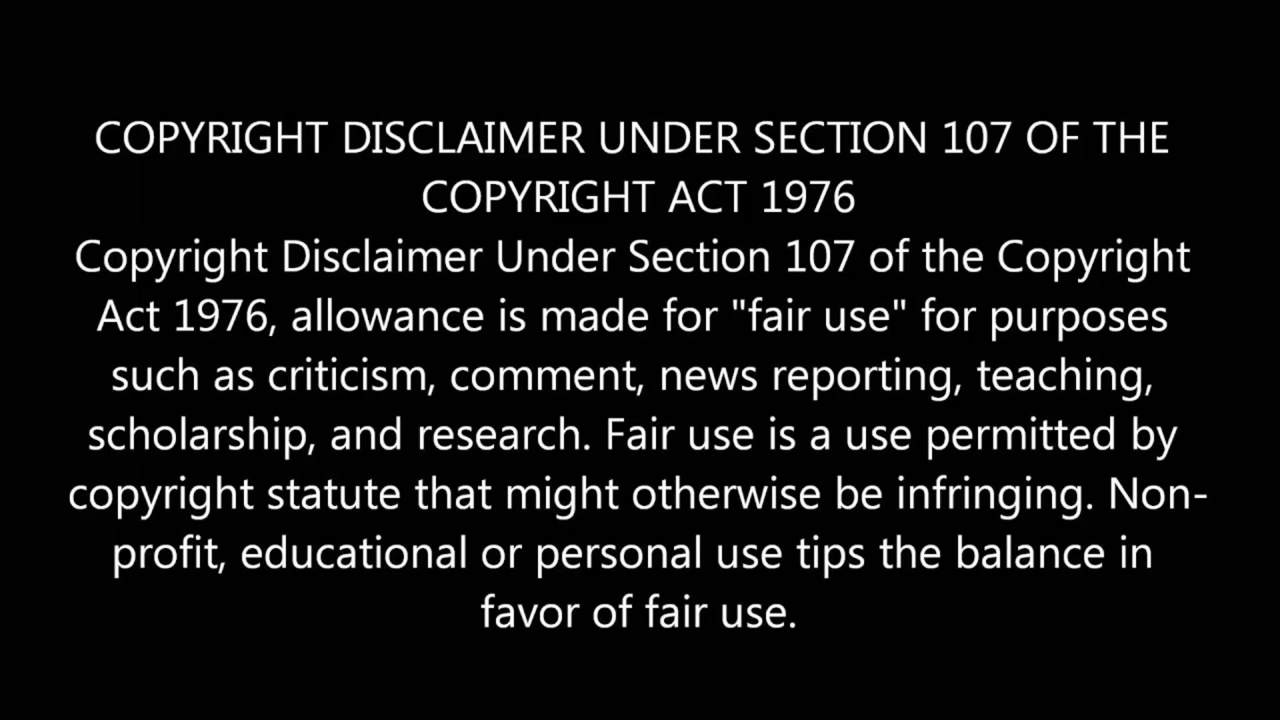 COPYRIGHT DISCLAIMER UNDER SECTION 107 OF THE
COPYRIGHT ACT 1976
Copyright Disclaimer Under Section 107 of the Copyright
Act 1976, allowance is made for "fair use" for purposes
such as criticism, comment, news reporting, teaching,
scholarship, and research. Fair use is a use permitted by
copyright statute that might otherwise be infringing. Non-
profit, educational or personal use tips the balance in
favor of fair use.